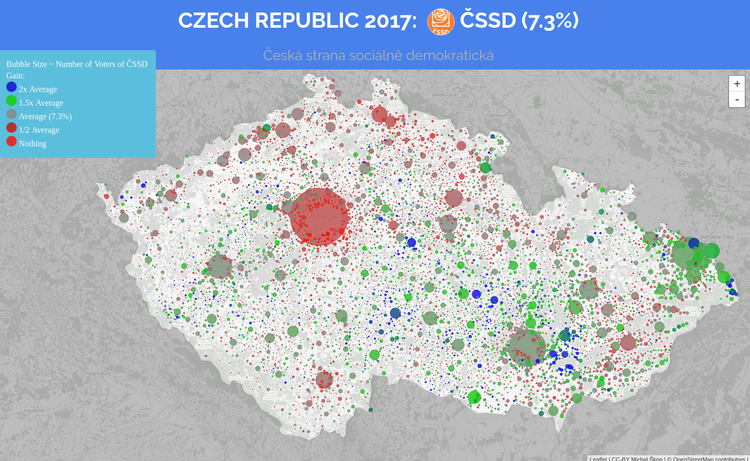 CZECH REPUBLIC 2017: ČSSD ČSSD (7.3%)
Česká strana sociálně demokratická
Bubble Size ~ Number of Voters of ČSSD
Gain:
2x Average
1.5x Average
Average (7.3%)
1/2 Average
Nothing
+
-
Leaflet | CC-BY Michal Škop | © OpenStreetMap contributors |